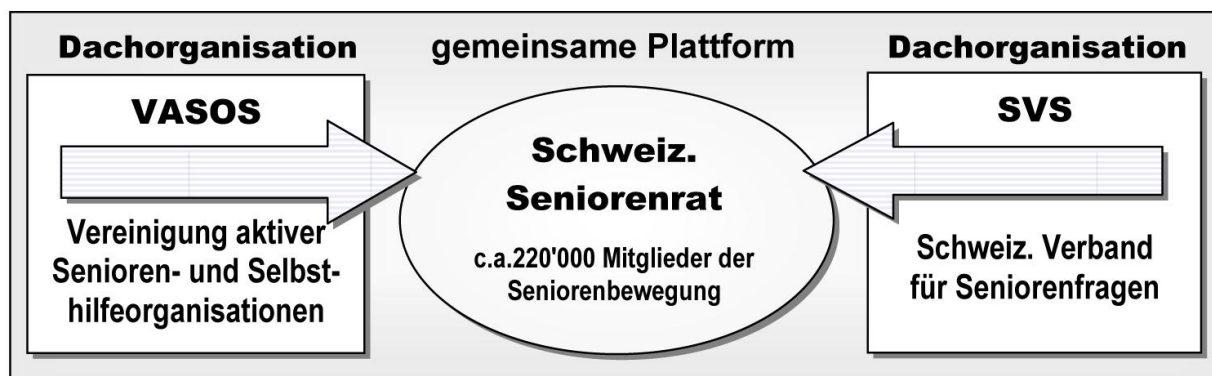 Dachorganisation
VASOS
Vereinigung aktiver
Senioren- und Selbst-
hilfeorganisationen
gemeinsame Plattform
Schweiz.
Seniorenrat
c.a.220'000 Mitglieder der
Seniorenbewegung
Dachorganisation
SVS
Schweiz. Verband
für Seniorenfragen